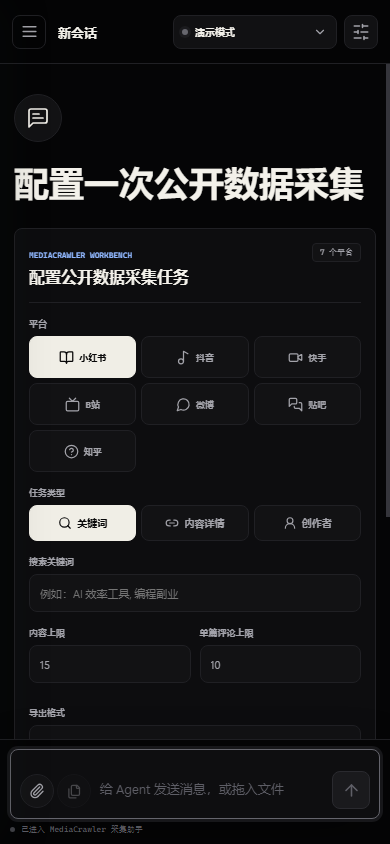 新会话
演示模式
配置一次公开数据采集
MEDIACRAWLER WORKBENCH
7 个平台
配置公开数据采集任务
平台
小红书
抖音
快手
B站
微博
贴吧
知乎
任务类型
关键词
内容详情
创作者
搜索关键词
例如：AI 效率工具, 编程副业
内容上限
单篇评论上限
15
10
导出格式
给 Agent 发送消息，或拖入文件
已进入 MediaCrawler 采集助手